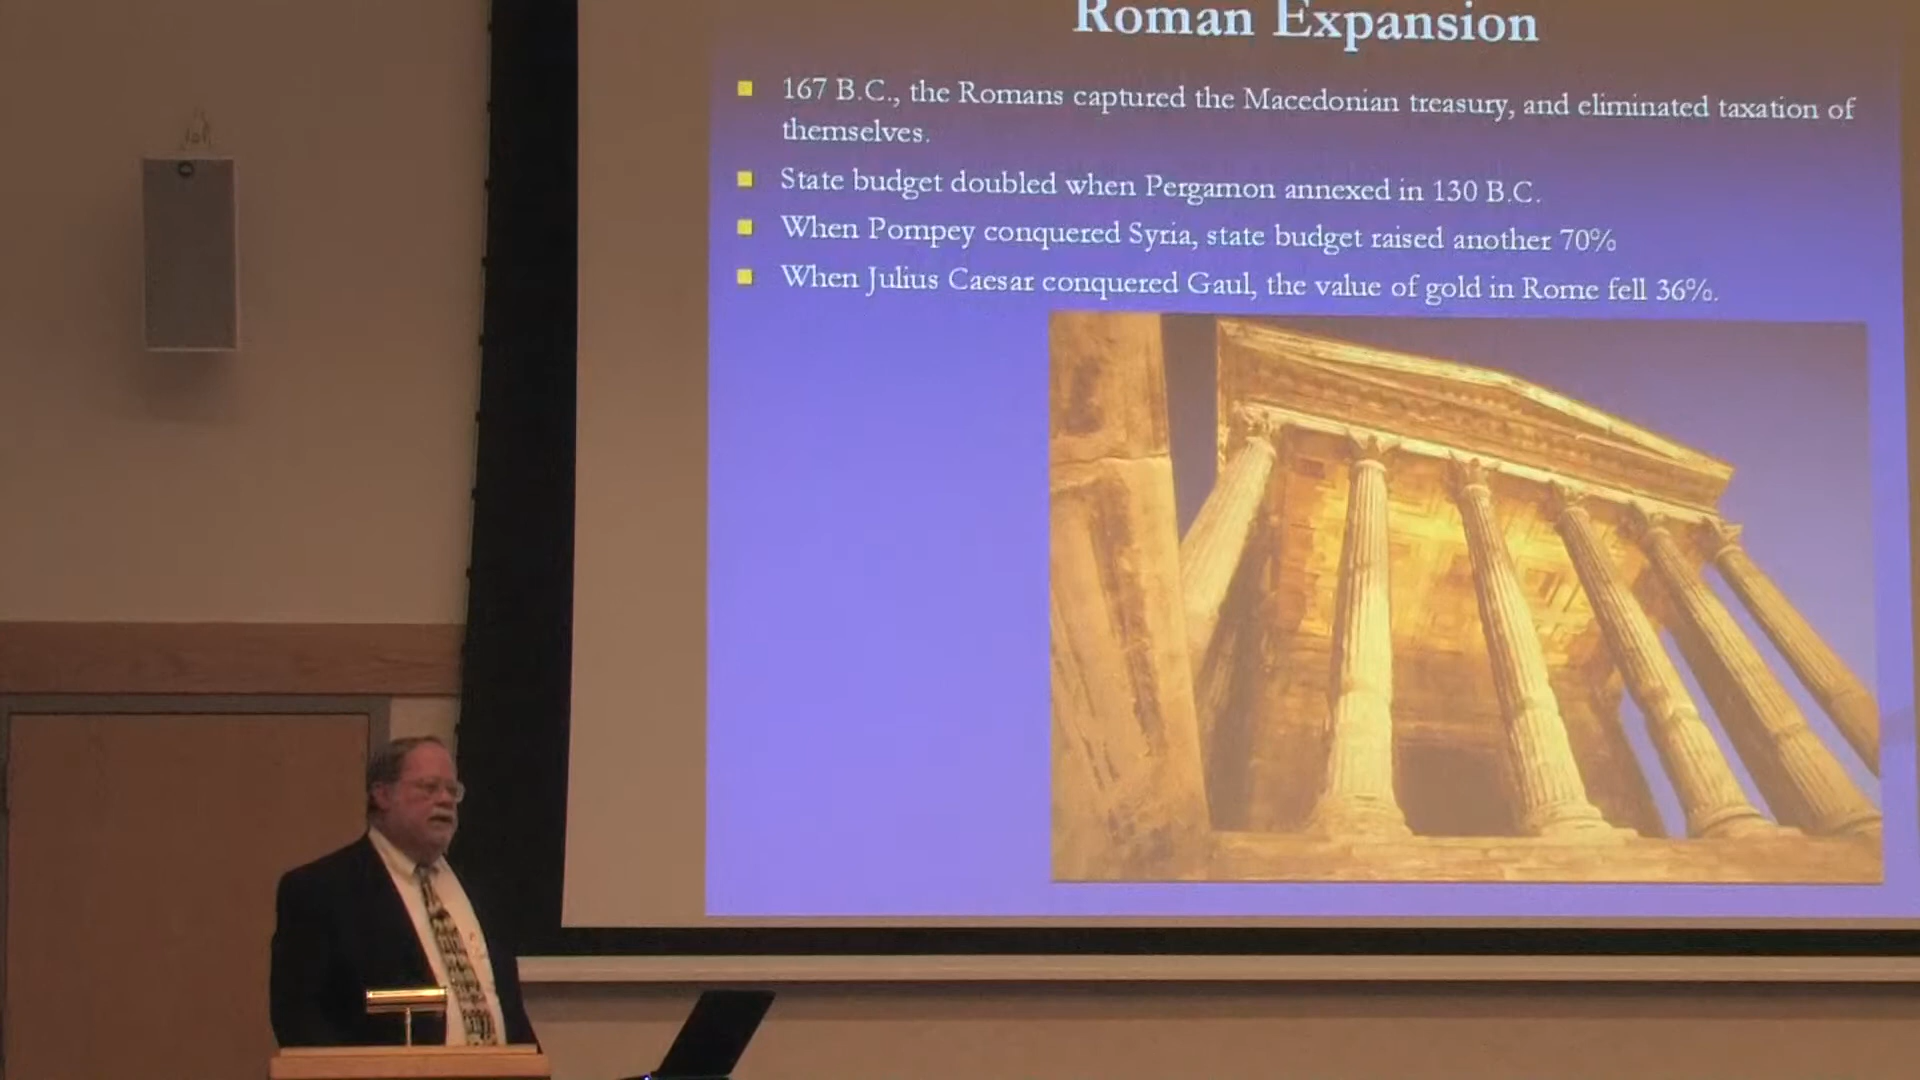 Roman Expansion
167 B.C., the Romans captured the Macedonian treasury, and eliminated taxation of
themselves.
State budget doubled when Pergamon annexed in 130 B.C.
When Pompey conquered Syria, state budget raised another 70%
When Julius Caesar conquered Gaul, the value of gold in Rome fell 36%.